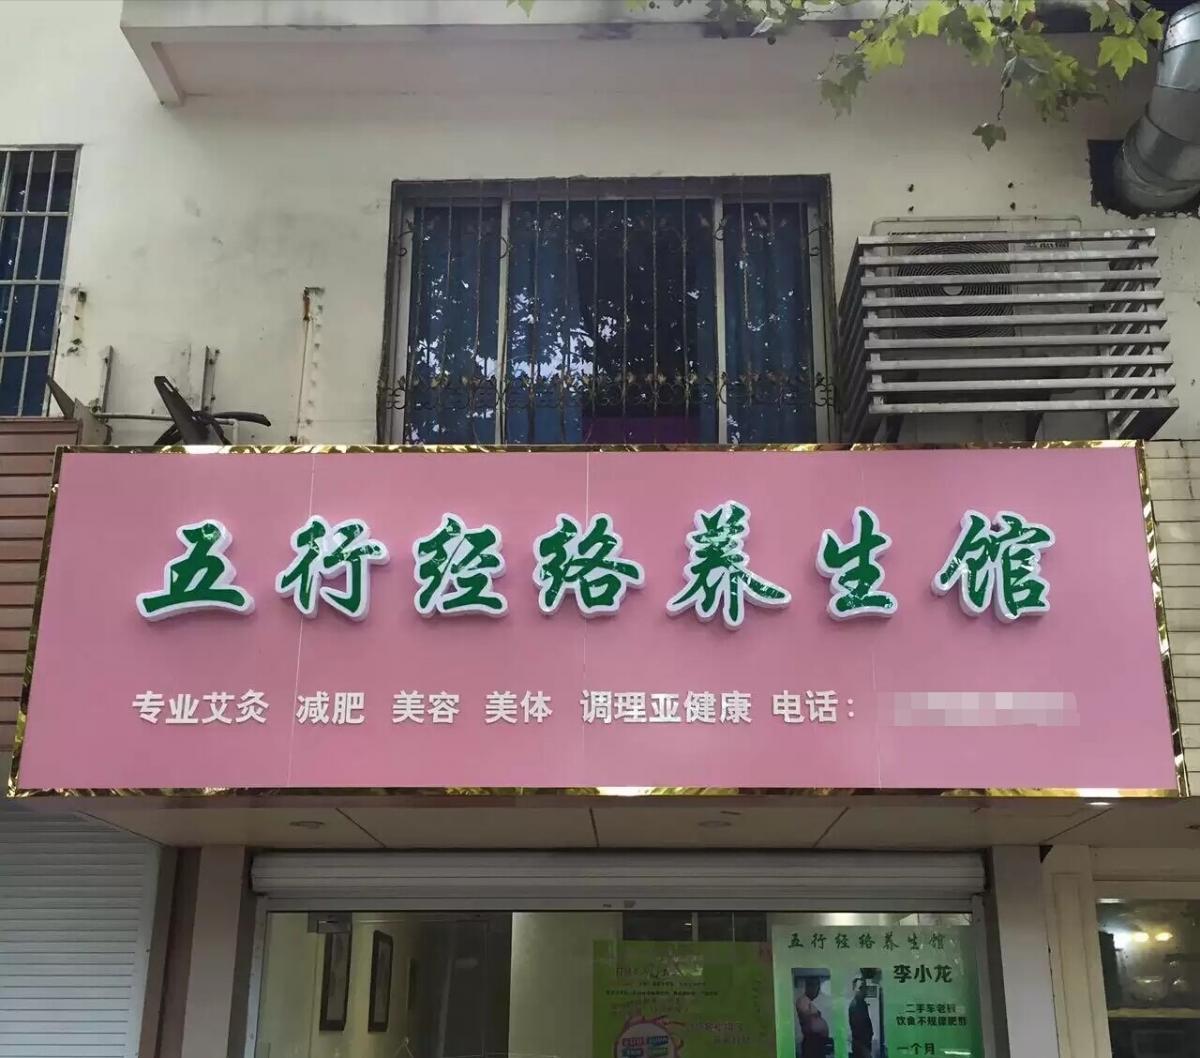 五行经络养生馆
专业艾灸 减肥 美容 美体 调理亚健康 电话：
五行经络养生馆
李小龙
二手车老板
饮食不规律肥胖
一个月